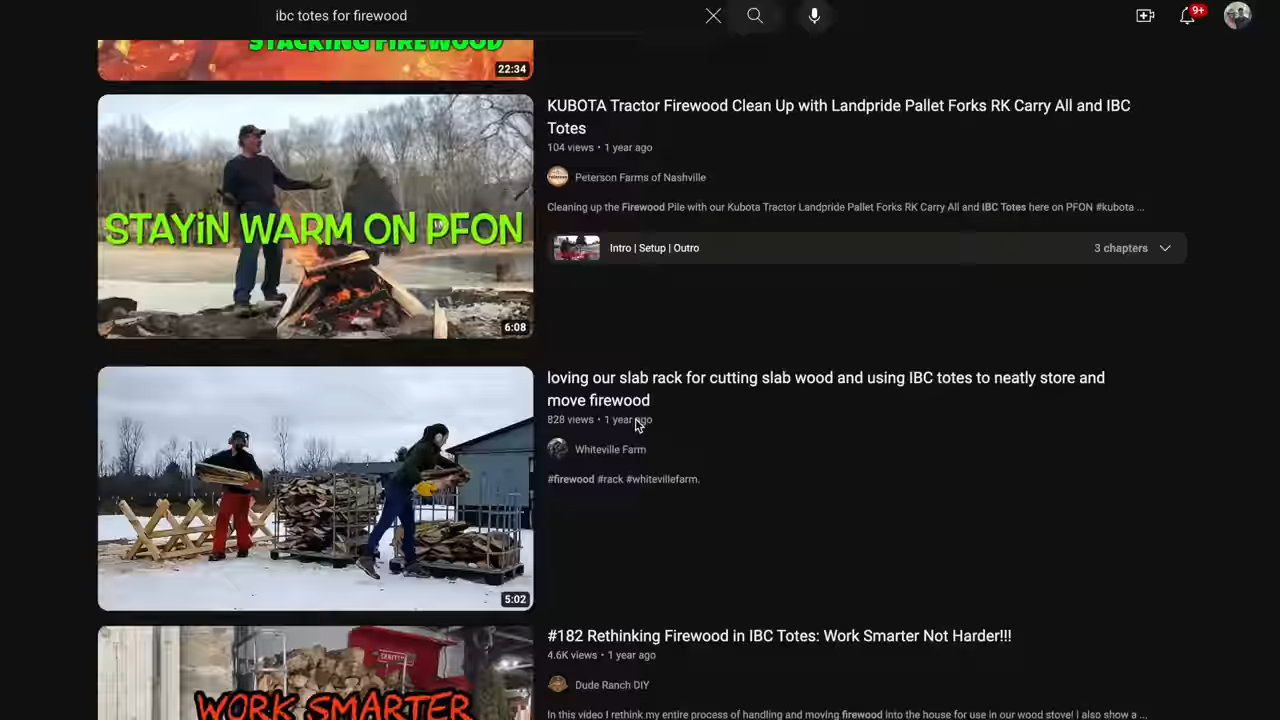 ibc totes for firewood
9+
STACKING FIREWOOD
22:34
KUBOTA Tractor Firewood Clean Up with Landpride Pallet Forks RK Carry All and IBC
Totes
104 views • 1 year ago
Peterson Farms of Nashville
Cleaning up the Firewood Pile with our Kubota Tractor Landpride Pallet Forks RK Carry All and IBC Totes here on PFON #kubota ...
STAYiN WARM ON PFON
Intro | Setup | Outro
3 chapters
6:08
loving our slab rack for cutting slab wood and using IBC totes to neatly store and
move firewood
828 views • 1 year ago
Whiteville Farm
#firewood #rack #whitevillefarm.
5:02
#182 Rethinking Firewood in IBC Totes: Work Smarter Not Harder!!!
4.6K views • 1 year ago
Dude Ranch DIY
WORK SMARTER
In this video I rethink my entire process of handling and moving firewood into the house for use in our wood stove! I also show a ...